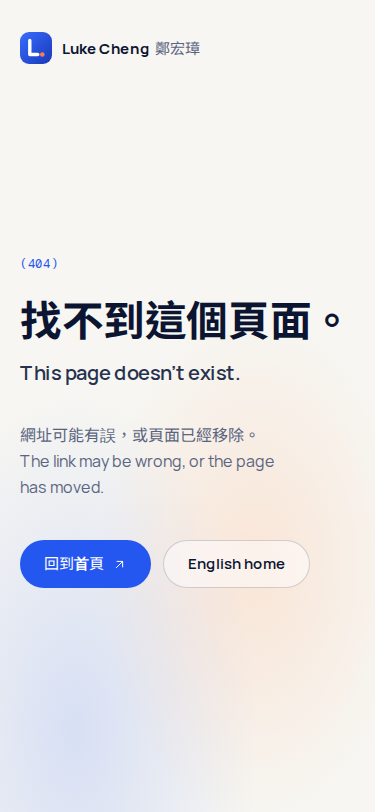 L.
Luke Cheng 鄭宏璋
(404)
找不到這個頁面。
This page doesn’t exist.
網址可能有誤，或頁面已經移除。
The link may be wrong, or the page
has moved.
回到首頁 ↗
English home